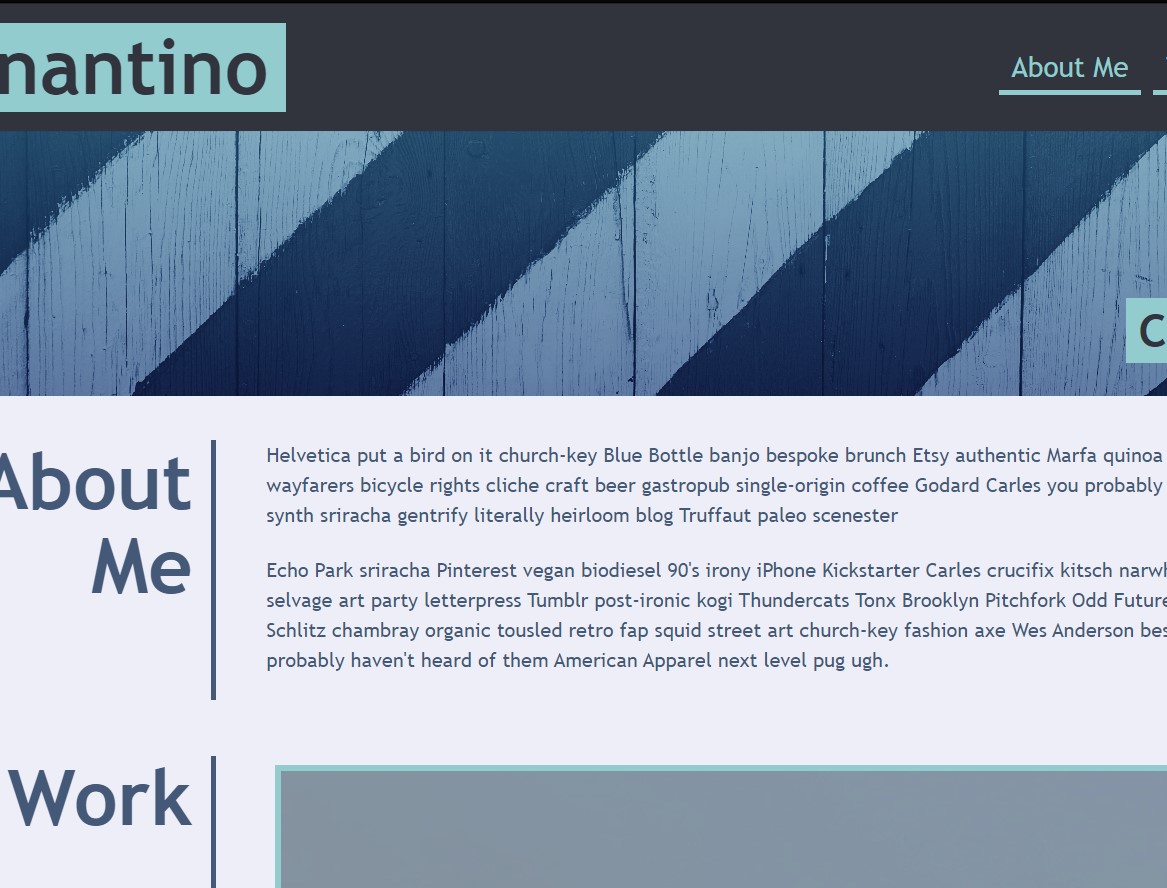 nantino
About Me
C
About
Me
Helvetica put a bird on it church-key Blue Bottle banjo bespoke brunch Etsy authentic Marfa quinoa
wayfarers bicycle rights cliche craft beer gastropub single-origin coffee Godard Carles you probably
synth sriracha gentrify literally heirloom blog Truffaut paleo scenester
Echo Park sriracha Pinterest vegan biodiesel 90's irony iPhone Kickstarter Carles crucifix kitsch narwh
selvage art party letterpress Tumblr post-ironic kogi Thundercats Tonx Brooklyn Pitchfork Odd Future
Schlitz chambray organic tousled retro fap squid street art church-key fashion axe Wes Anderson bes
probably haven't heard of them American Apparel next level pug ugh.
Work